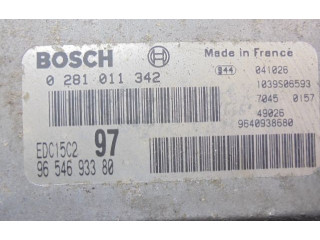 BOSCH
Made in France
0 281 011 342
944 041026
1039S06593
7045 0157
49026
9640938680
EDC15C2 97
96 546 933 80